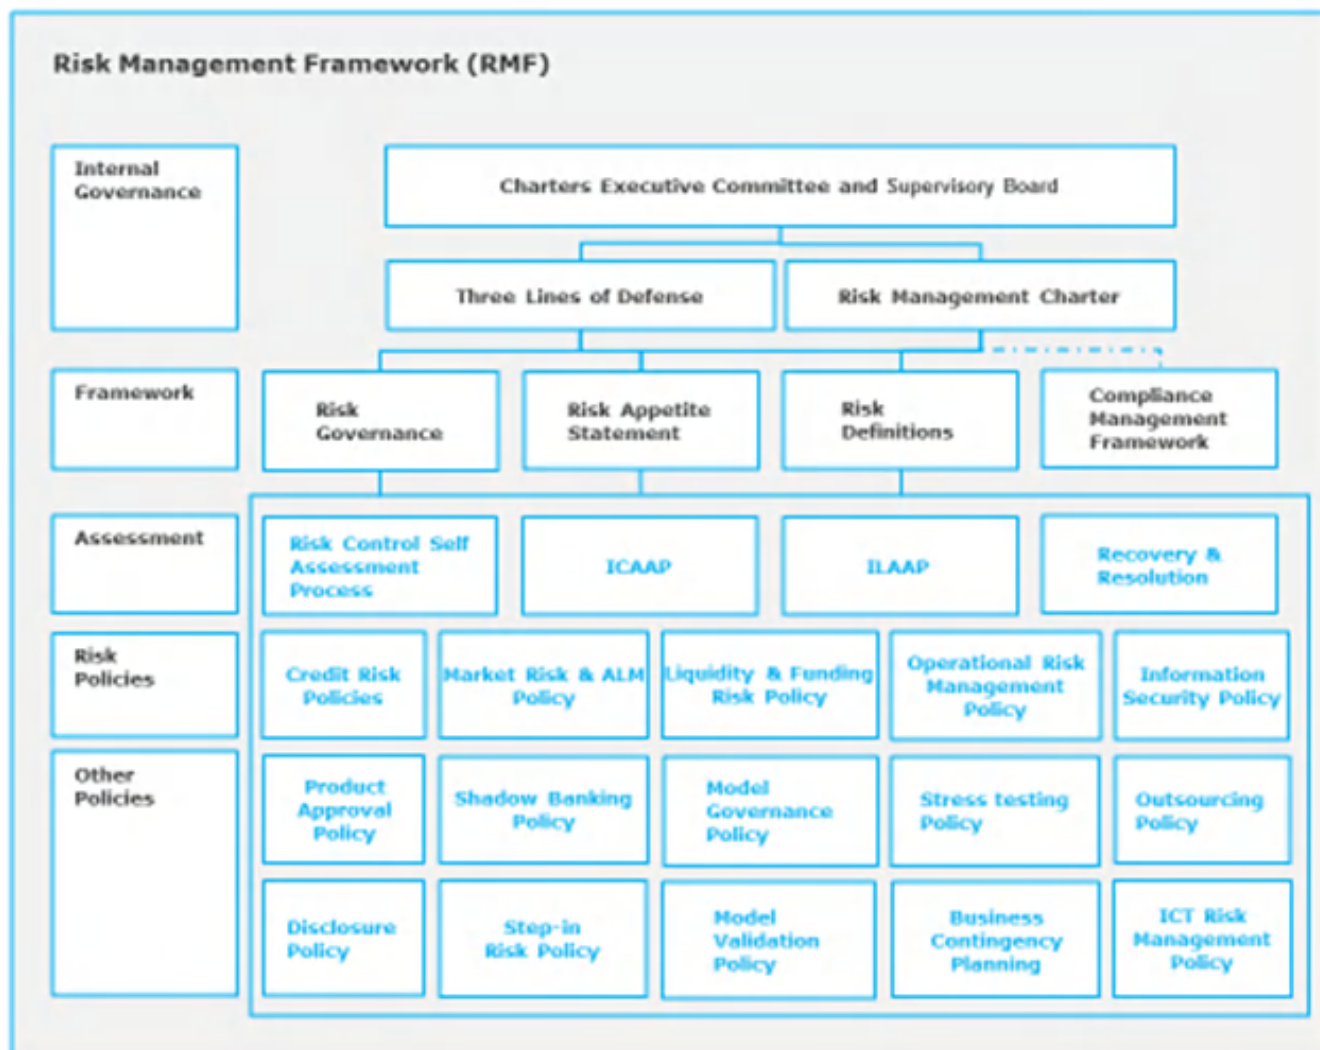 Risk Management Framework (RMF)
Internal
Governance
Charters Executive Committee and Supervisory Board
Three Lines of Defense
Risk Management Charter
Framework
Risk
Governance
Risk Appetite
Statement
Risk
Definitions
Compliance
Management
Framework
Assessment
Risk Control Self
Assessment
Process
ICAAP
ILAAP
Recovery &
Resolution
Risk
Policies
Credit Risk
Policies
Market Risk & ALM
Policy
Liquidity & Funding
Risk Policy
Operational Risk
Management
Policy
Information
Security Policy
Other
Policies
Product
Approval
Policy
Shadow Banking
Policy
Model
Governance
Policy
Stress testing
Policy
Outsourcing
Policy
Disclosure
Policy
Step-in
Risk Policy
Model
Validation
Policy
Business
Contingency
Planning
ICT Risk
Management
Policy